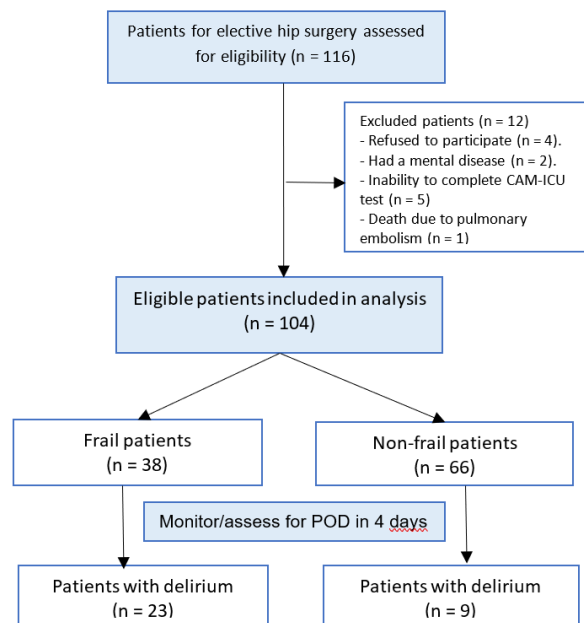 Patients for elective hip surgery assessed
for eligibility (n = 116)
Excluded patients (n = 12)
- Refused to participate (n = 4).
- Had a mental disease (n = 2).
- Inability to complete CAM-ICU
test (n = 5)
- Death due to pulmonary
embolism (n = 1)
Eligible patients included in analysis
(n = 104)
Frail patients
(n = 38)
Non-frail patients
(n = 66)
Monitor/assess for POD in 4 days
Patients with delirium
(n = 23)
Patients with delirium
(n = 9)